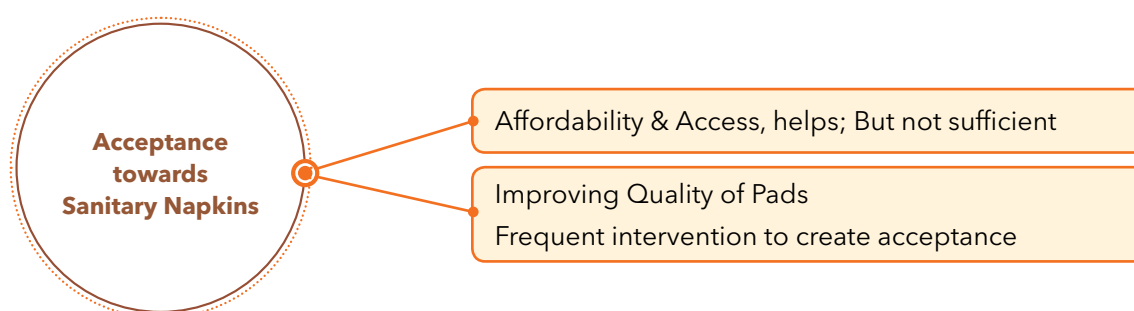 Acceptance
towards
Sanitary Napkins
Affordability & Access, helps; But not sufficient
Improving Quality of Pads
Frequent intervention to create acceptance